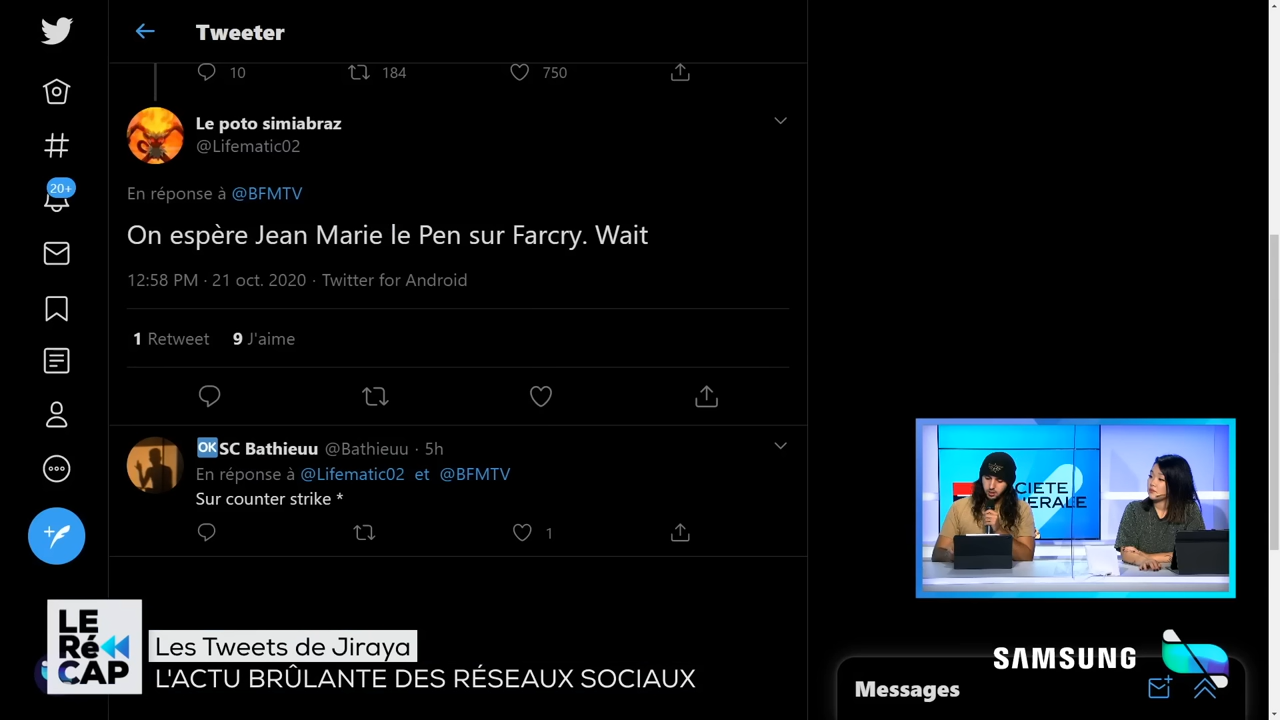 Tweeter
10 184 750
Le poto simiabraz
@Lifematic02
20+
En réponse à @BFMTV
On espère Jean Marie le Pen sur Farcry. Wait
12:58 PM · 21 oct. 2020 · Twitter for Android
1 Retweet 9 J'aime
OK SC Bathieuu @Bathieuu · 5h
En réponse à @Lifematic02 et @BFMTV
Sur counter strike *
1
CIETE
ERALE
LE
Ré
CAP
Les Tweets de Jiraya
L'ACTU BRÛLANTE DES RÉSEAUX SOCIAUX
SAMSUNG
Messages